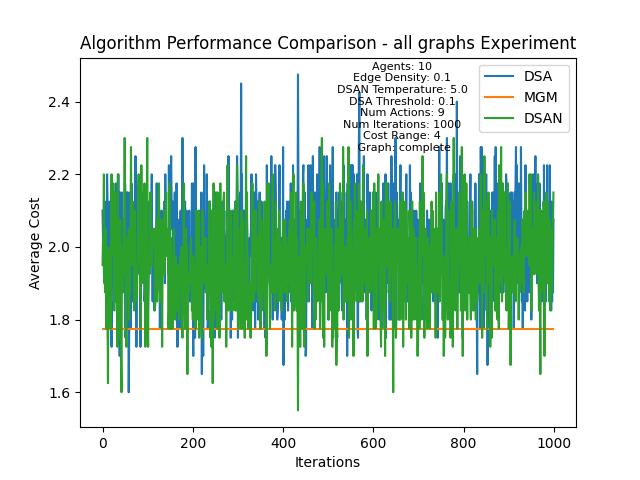 Algorithm Performance Comparison - all graphs Experiment
Agents: 10
Edge Density: 0.1
DSAN Temperature: 5.0
DSA Threshold: 0.1
Num Actions: 9
Num Iterations: 1000
Cost Range: 4
Graph: complete
DSA
MGM
DSAN
Average Cost
2.4
2.2
2.0
1.8
1.6
0
200
400
600
800
1000
Iterations